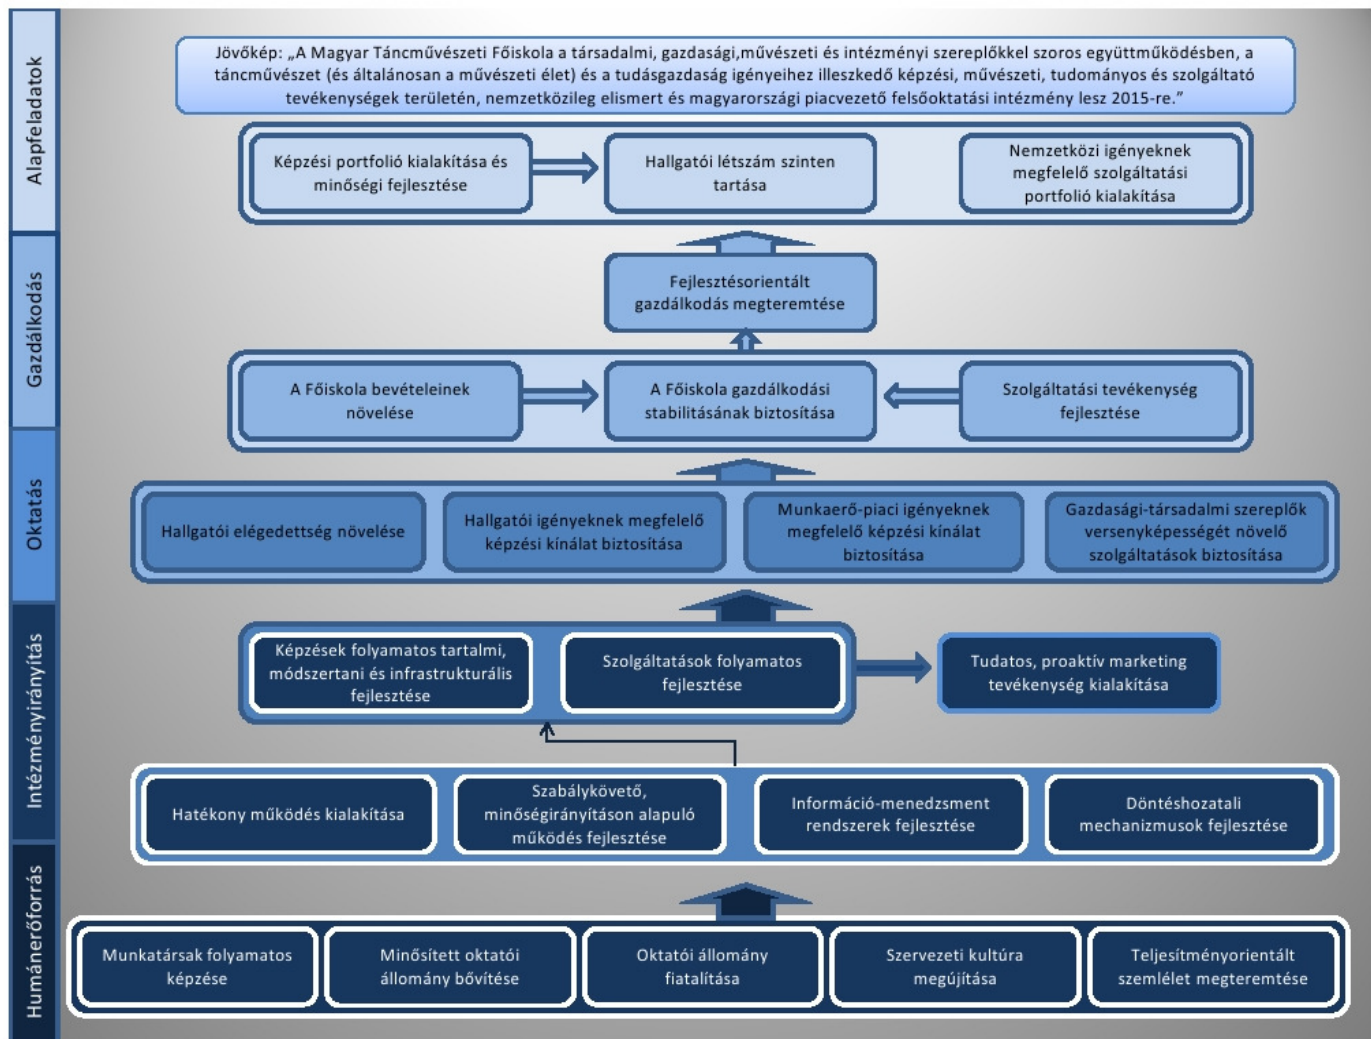 Jövőkép: „A Magyar Táncművészeti Főiskola a társadalmi, gazdasági,művészeti és intézményi szereplőkkel szoros együttműködésben, a
táncművészet (és általánosan a művészeti élet) és a tudásgazdaság igényeihez illeszkedő képzési, művészeti, tudományos és szolgáltató
tevékenységek területén, nemzetközileg elismert és magyarországi piacvezető felsőoktatási intézmény lesz 2015-re.”
Alapfeladatok
Képzési portfolió kialakítása és
minőségi fejlesztése
Hallgatói létszám szinten
tartása
Nemzetközi igényeknek
megfelelő szolgáltatási
portfolió kialakítása
Gazdálkodás
Fejlesztésorientált
gazdálkodás megteremtése
A Főiskola bevételeinek
növelése
A Főiskola gazdálkodási
stabilitásának biztosítása
Szolgáltatási tevékenység
fejlesztése
Oktatás
Hallgatói elégedettség növelése
Hallgatói igényeknek megfelelő
képzési kínálat biztosítása
Munkaerő-piaci igényeknek
megfelelő képzési kínálat
biztosítása
Gazdasági-társadalmi szereplők
versenyképességét növelő
szolgáltatások biztosítása
Intézményirányítás
Képzések folyamatos tartalmi,
módszertani és infrastrukturális
fejlesztése
Szolgáltatások folyamatos
fejlesztése
Tudatos, proaktív marketing
tevékenység kialakítása
Hatékony működés kialakítása
Szabálykövető,
minőségirányításon alapuló
működés fejlesztése
Információ-menedzsment
rendszerek fejlesztése
Döntéshozatali
mechanizmusok fejlesztése
Humánerőforrás
Munkatársak folyamatos
képzése
Minősített oktatói
állomány bővítése
Oktatói állomány
fiatalítása
Szervezeti kultúra
megújítása
Teljesítményorientált
szemlélet megteremtése